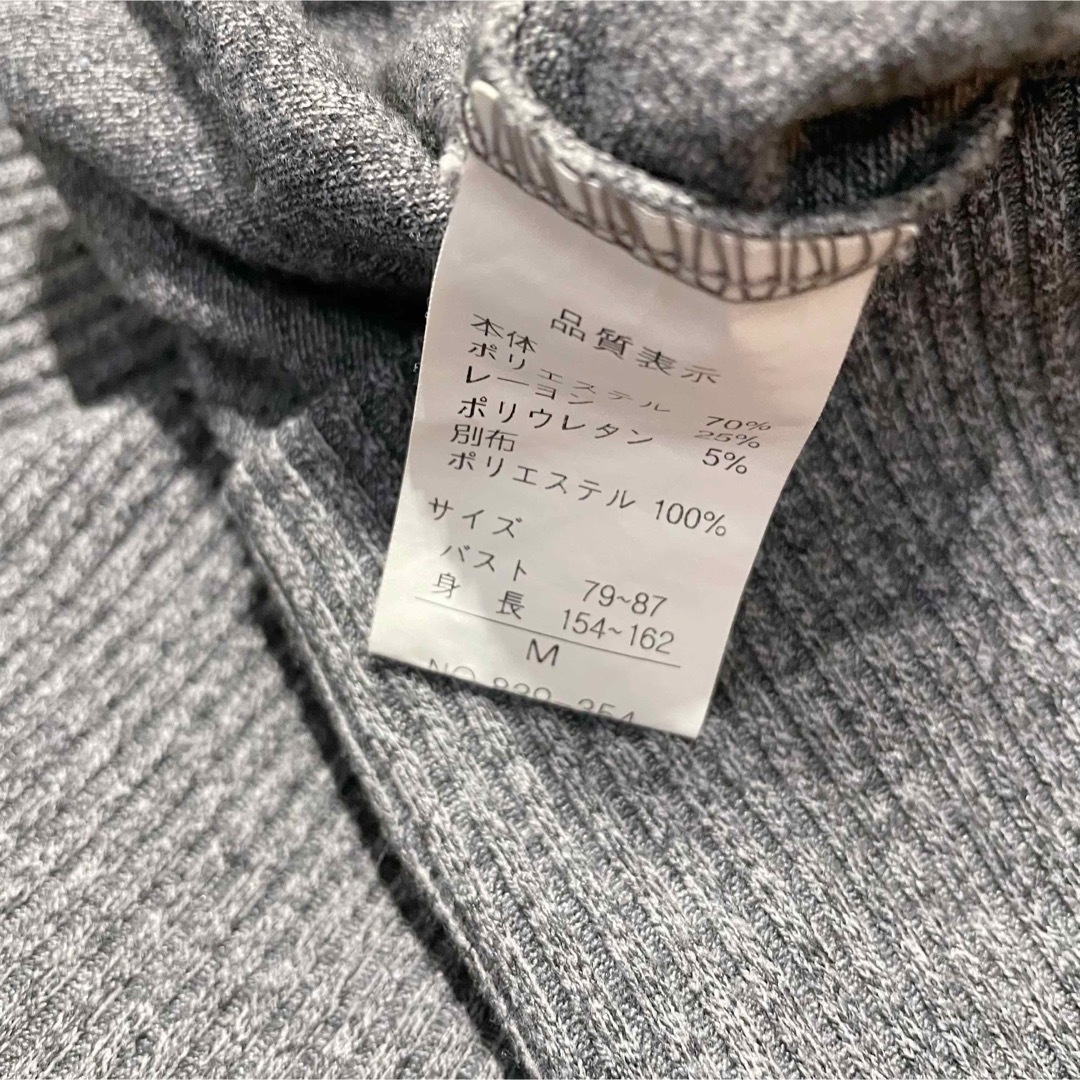 品質表示
本体
ポリエステル 70%
レーヨン 25%
ポリウレタン 5%
別布
ポリエステル 100%
サイズ
バスト 79~87
身長 154~162
M